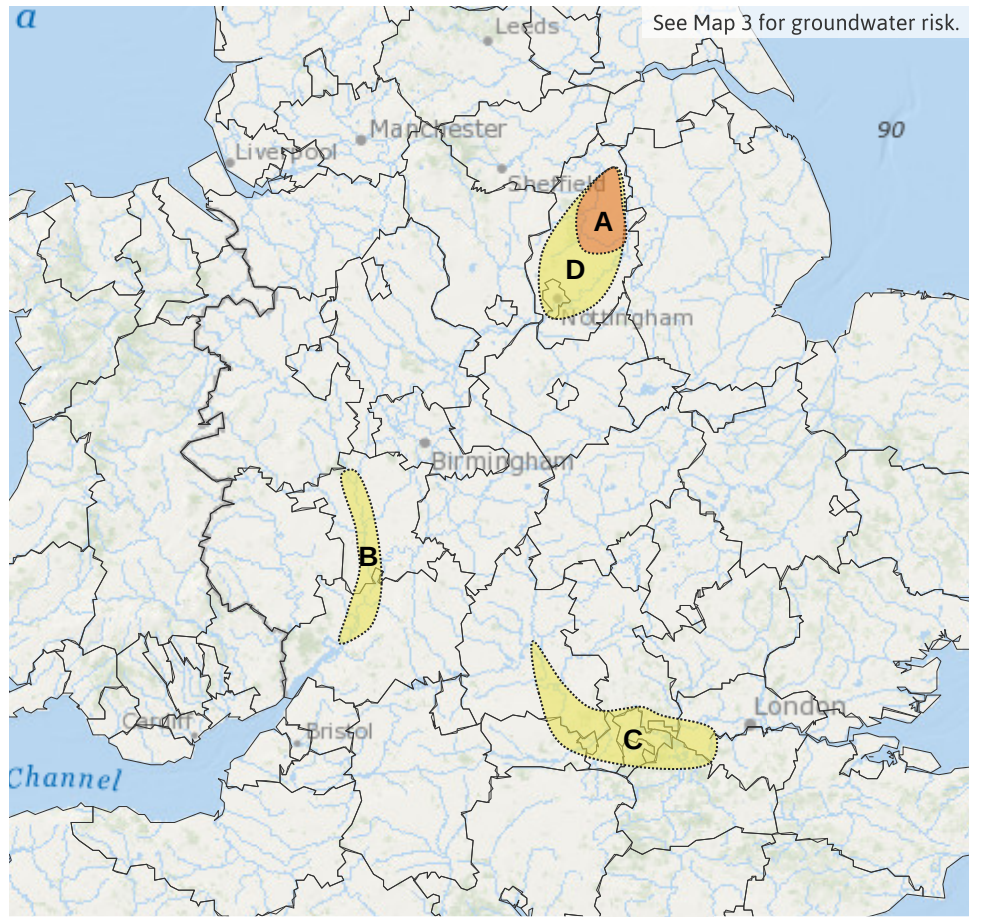 a
See Map 3 for groundwater risk.
Leeds
Manchester
90
Liverpool
Sheffield
A
D
Nottingham
Birmingham
B
London
Cardiff
Bristol
C
Channel